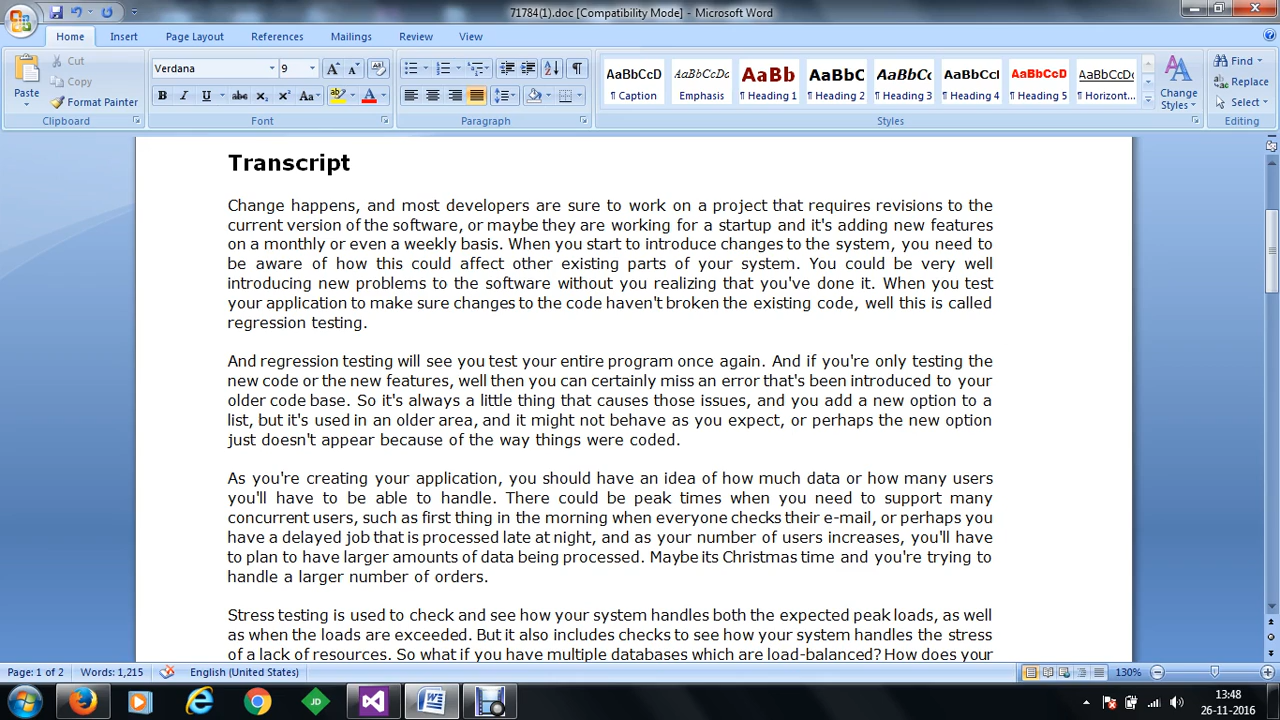 71784(1).doc [Compatibility Mode] - Microsoft Word
Home Insert Page Layout References Mailings Review View
Paste
Cut
Copy
Format Painter
Clipboard
Verdana 9
Font
Paragraph
AaBbCcD AaBbCcDc AaBb AaBbC AaBbCc AaBbCcI AaBbCcD AaBbCcDc
¶ Caption Emphasis ¶ Heading 1 ¶ Heading 2 ¶ Heading 3 ¶ Heading 4 ¶ Heading 5 ¶ Horizont...
Change Styles
Styles
Find
Replace
Select
Editing
Transcript
Change happens, and most developers are sure to work on a project that requires revisions to the
current version of the software, or maybe they are working for a startup and it's adding new features
on a monthly or even a weekly basis. When you start to introduce changes to the system, you need to
be aware of how this could affect other existing parts of your system. You could be very well
introducing new problems to the software without you realizing that you've done it. When you test
your application to make sure changes to the code haven't broken the existing code, well this is called
regression testing.
And regression testing will see you test your entire program once again. And if you're only testing the
new code or the new features, well then you can certainly miss an error that's been introduced to your
older code base. So it's always a little thing that causes those issues, and you add a new option to a
list, but it's used in an older area, and it might not behave as you expect, or perhaps the new option
just doesn't appear because of the way things were coded.
As you're creating your application, you should have an idea of how much data or how many users
you'll have to be able to handle. There could be peak times when you need to support many
concurrent users, such as first thing in the morning when everyone checks their e-mail, or perhaps you
have a delayed job that is processed late at night, and as your number of users increases, you'll have
to plan to have larger amounts of data being processed. Maybe its Christmas time and you're trying to
handle a larger number of orders.
Stress testing is used to check and see how your system handles both the expected peak loads, as well
as when the loads are exceeded. But it also includes checks to see how your system handles the stress
of a lack of resources. So what if you have multiple databases which are load-balanced? How does your
Page: 1 of 2 Words: 1,215 English (United States) 130%
JD
13:48
26-11-2016